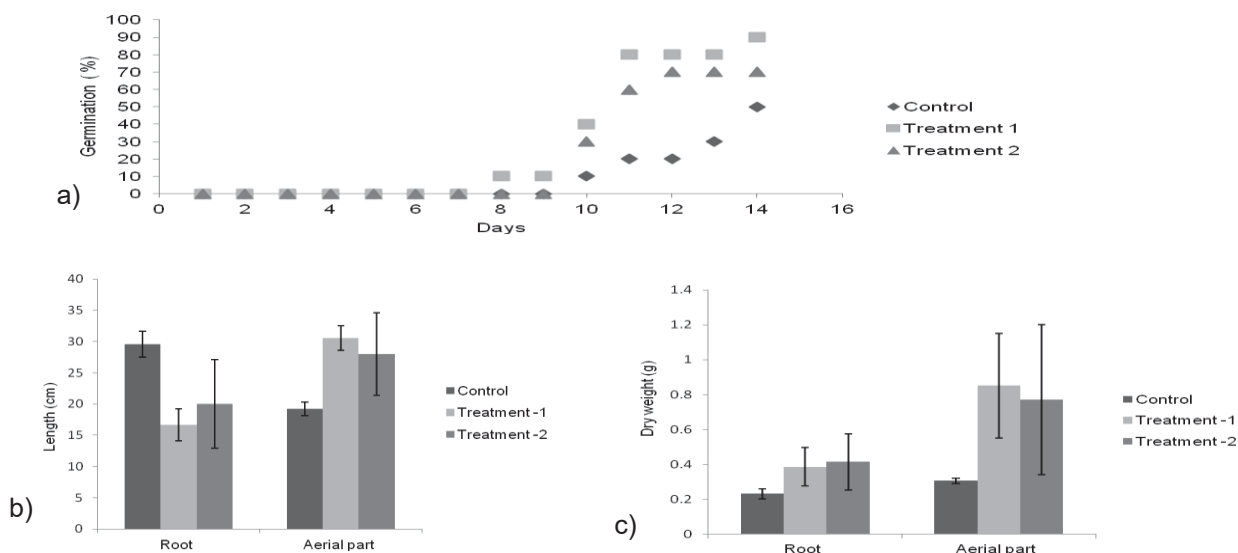 100
90
80
70
60
50
40
30
20
10
0
Germination (%)
0 2 4 6 8 10 12 14 16
Days
Control
Treatment 1
Treatment 2
a)
40
35
30
25
20
15
10
5
0
Length (cm)
Root Aerial part
Control
Treatment -1
Treatment -2
b)
1.4
1.2
1
0.8
0.6
0.4
0.2
0
Dry weight (g)
Root Aerial part
Control
Treatment -1
Treatment -2
c)